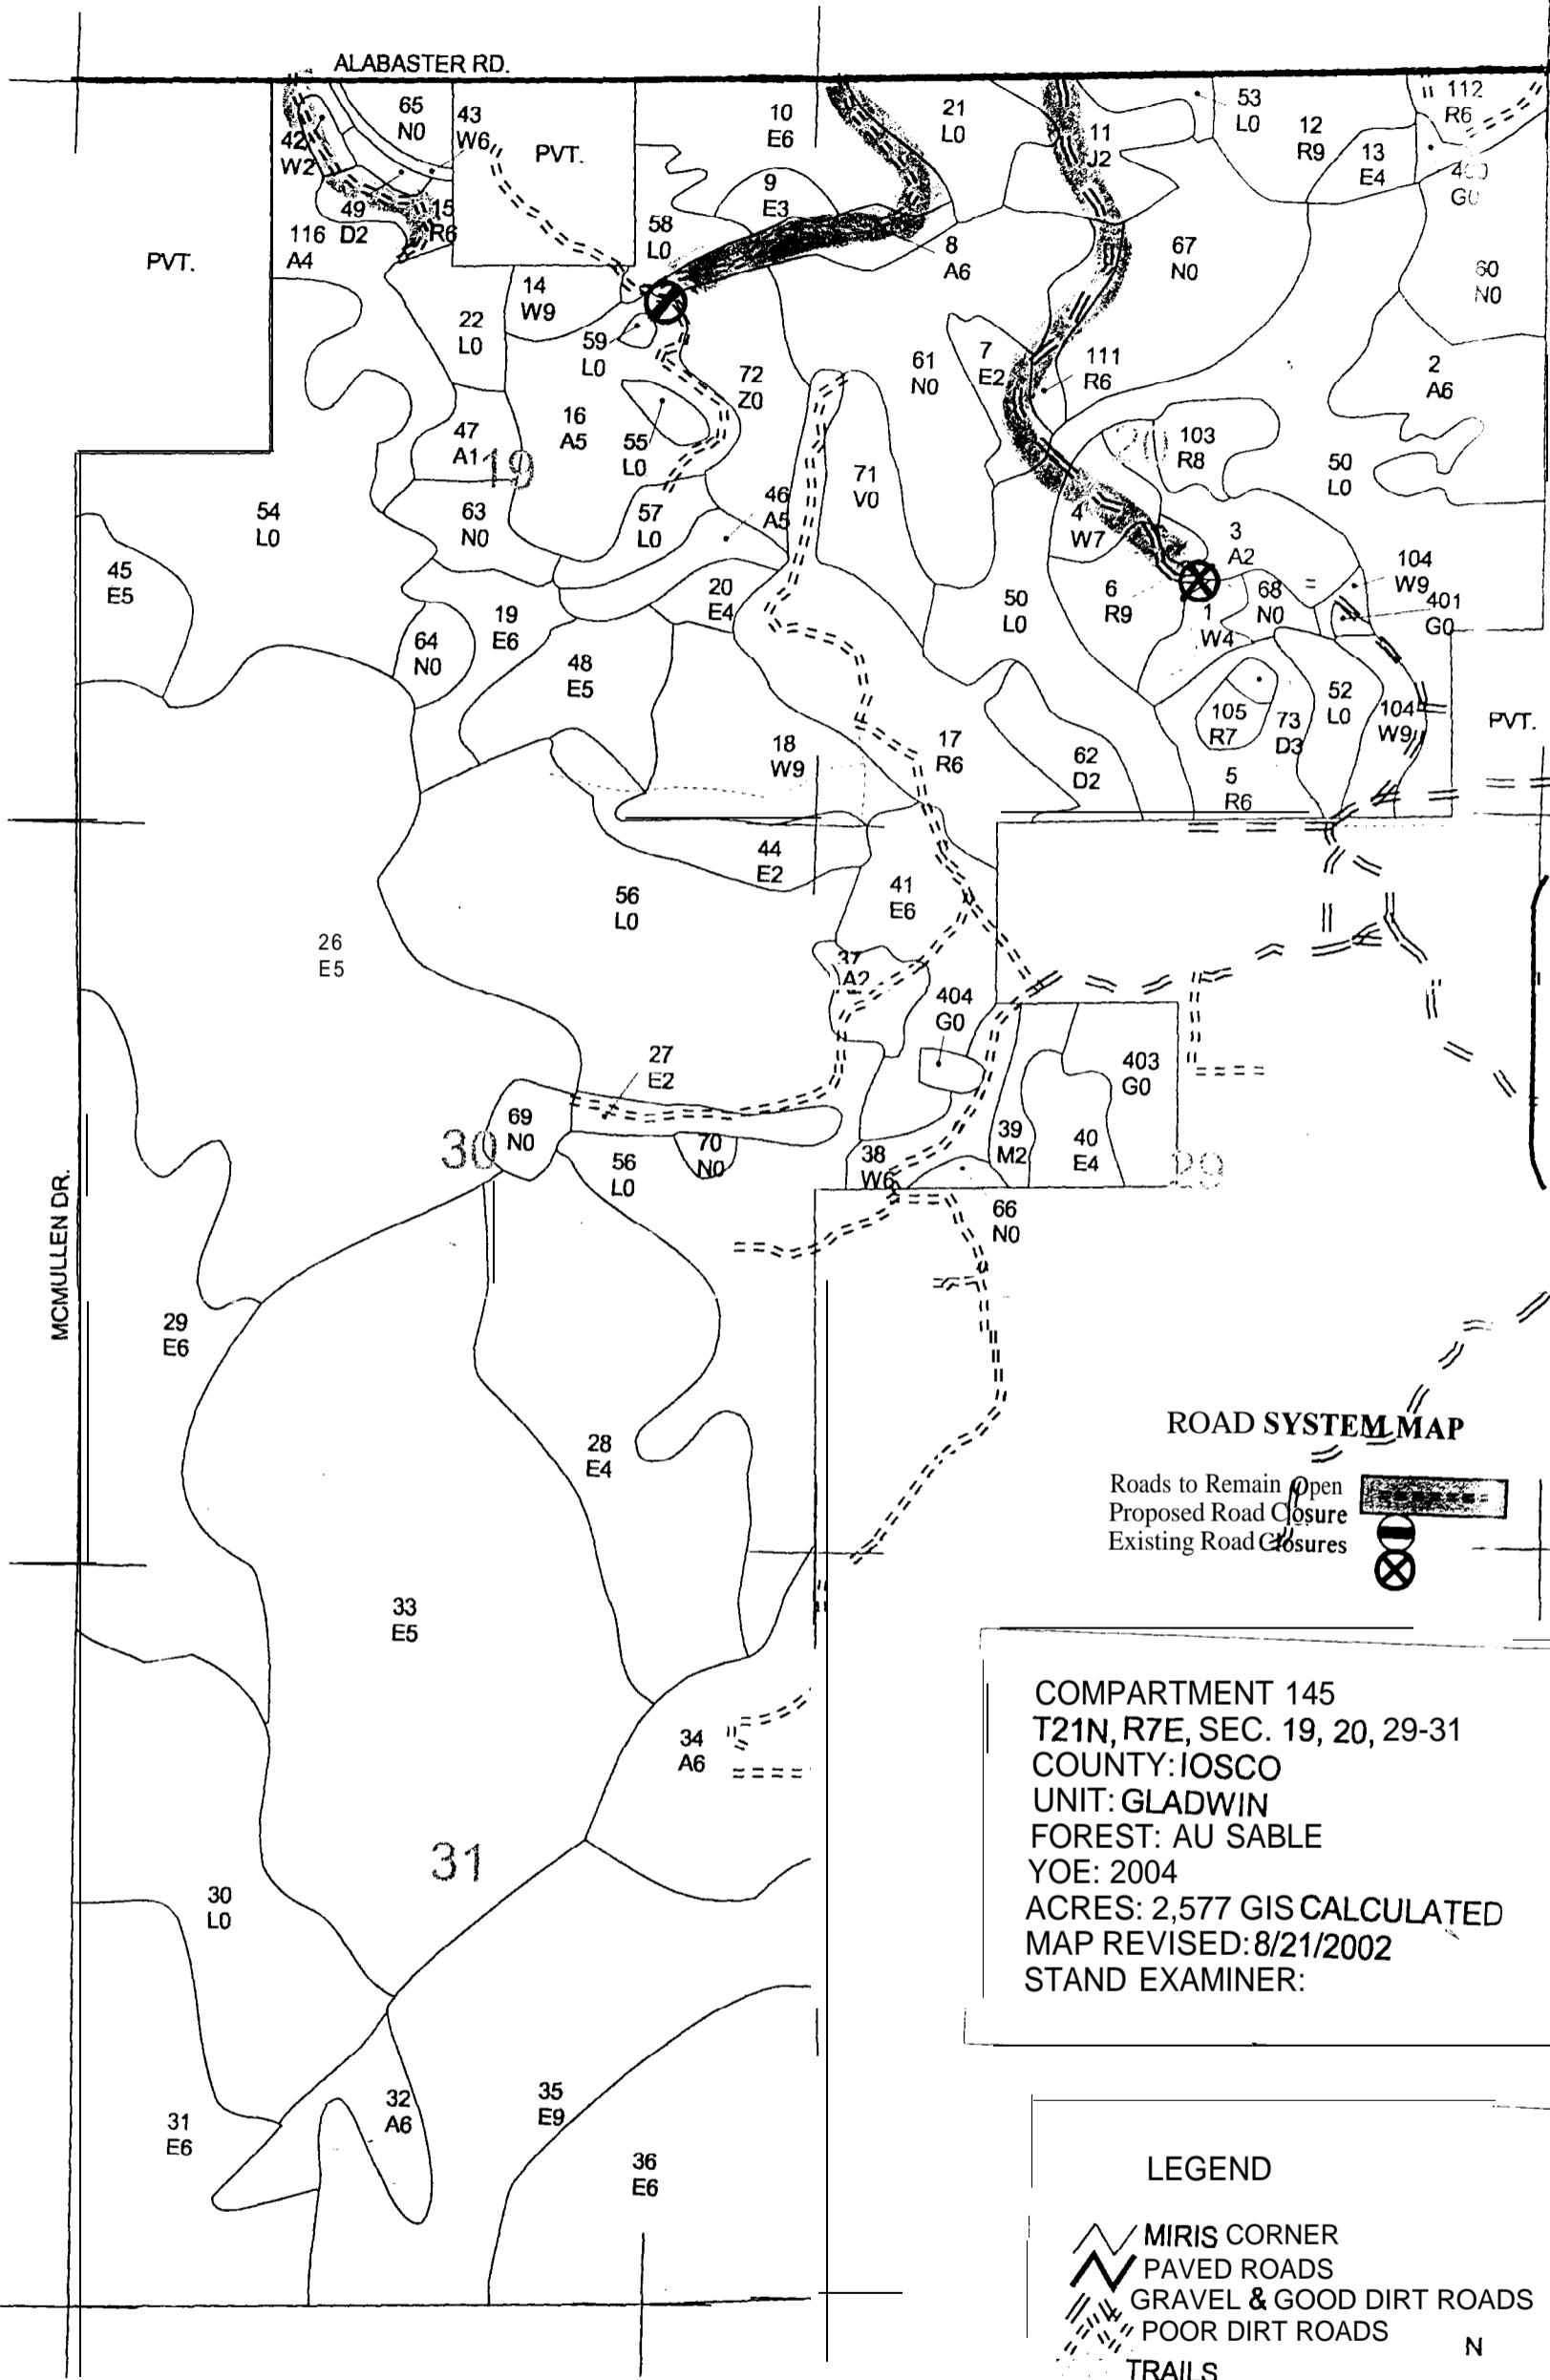 ALABASTER RD.
65
N0
43
W6
PVT.
10
E6
21
L0
11
J2
53
L0
12
R9
13
E4
112
R6
G0
42
W2
49
D2
15
R6
116
A4
PVT.
9
E3
58
L0
8
A6
67
N0
60
N0
14
W9
22
L0
59
L0
72
Z0
61
N0
7
E2
111
R6
2
A6
47
A1
19
16
A5
55
L0
71
V0
20
103
R8
50
L0
54
L0
63
N0
57
L0
46
A5
4
W7
3
A2
104
W9
401
G0
45
E5
64
N0
19
E6
20
E4
48
E5
50
L0
6
R9
1
W4
68
N0
18
W9
17
R6
62
D2
105
R7
73
D3
52
L0
104
W9
PVT.
5
R6
44
E2
56
L0
41
E6
26
E5
37
A2
404
G0
27
E2
403
G0
69
N0
30
70
N0
56
L0
38
W6
39
M2
40
E4
29
66
N0
MCMULLEN DR.
29
E6
28
E4
ROAD SYSTEM MAP
Roads to Remain Open
Proposed Road Closure
Existing Road Closures
33
E5
34
A6
31
30
L0
COMPARTMENT 145
T21N, R7E, SEC. 19, 20, 29-31
COUNTY: IOSCO
UNIT: GLADWIN
FOREST: AU SABLE
YOE: 2004
ACRES: 2,577 GIS CALCULATED
MAP REVISED: 8/21/2002
STAND EXAMINER:
32
A6
35
E9
31
E6
36
E6
LEGEND
MIRIS CORNER
PAVED ROADS
GRAVEL & GOOD DIRT ROADS
POOR DIRT ROADS
N
TRAILS